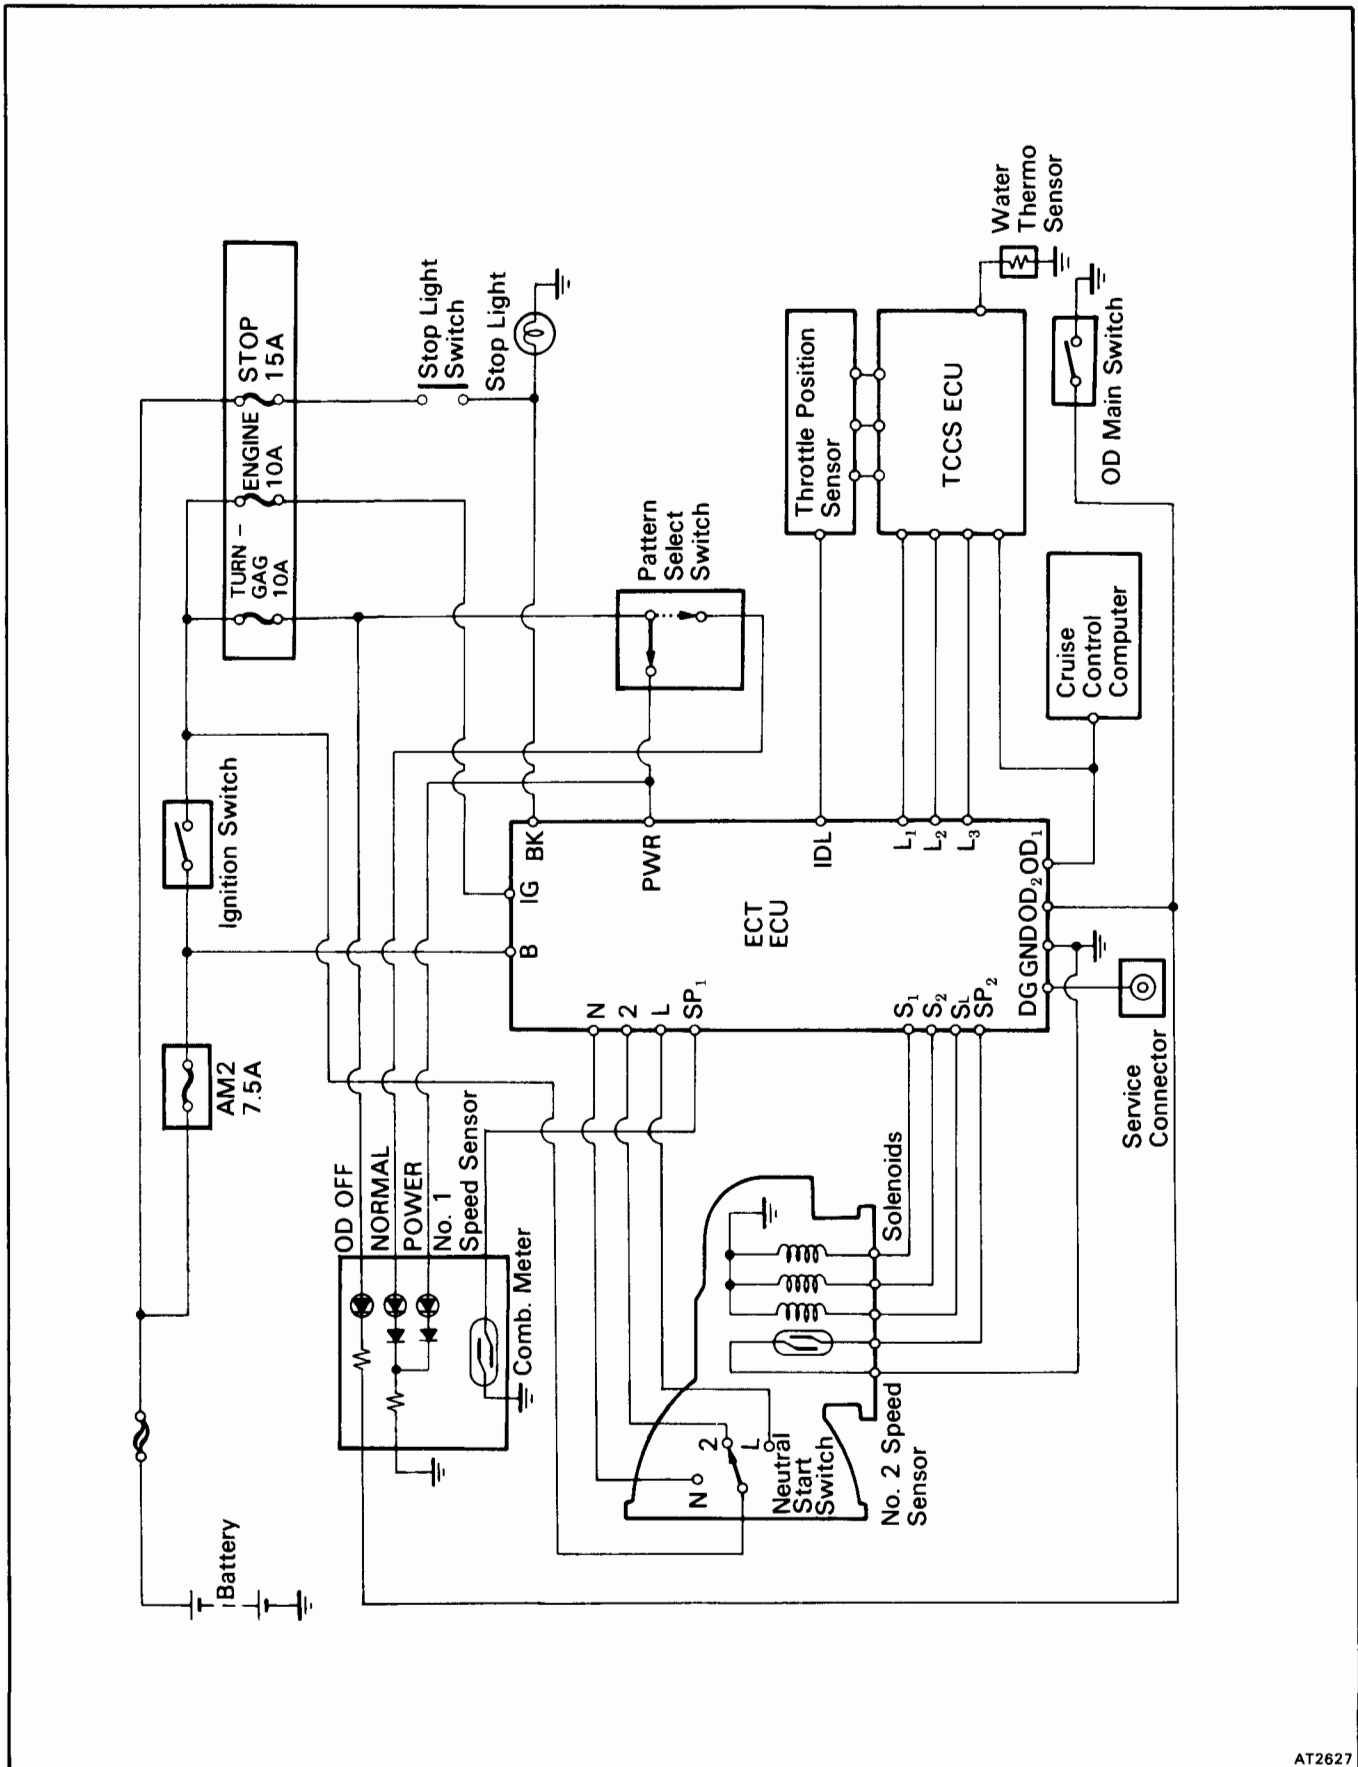 Battery
AM2
7.5A
Ignition Switch
TURN –
GAG
10A
ENGINE
10A
STOP
15A
Stop Light
Switch
Stop Light
OD OFF
NORMAL
POWER
No. 1
Speed Sensor
Comb. Meter
Pattern
Select
Switch
B
IG
BK
PWR
IDL
L1
L2
L3
ECT
ECU
N
2
L
SP1
S1
S2
SL
SP2
DG
GND
OD2
OD1
Throttle Position
Sensor
TCCS ECU
Water
Thermo
Sensor
OD Main Switch
Cruise
Control
Computer
Service
Connector
Solenoids
N
2
L
Neutral
Start
Switch
No. 2 Speed
Sensor
AT2627